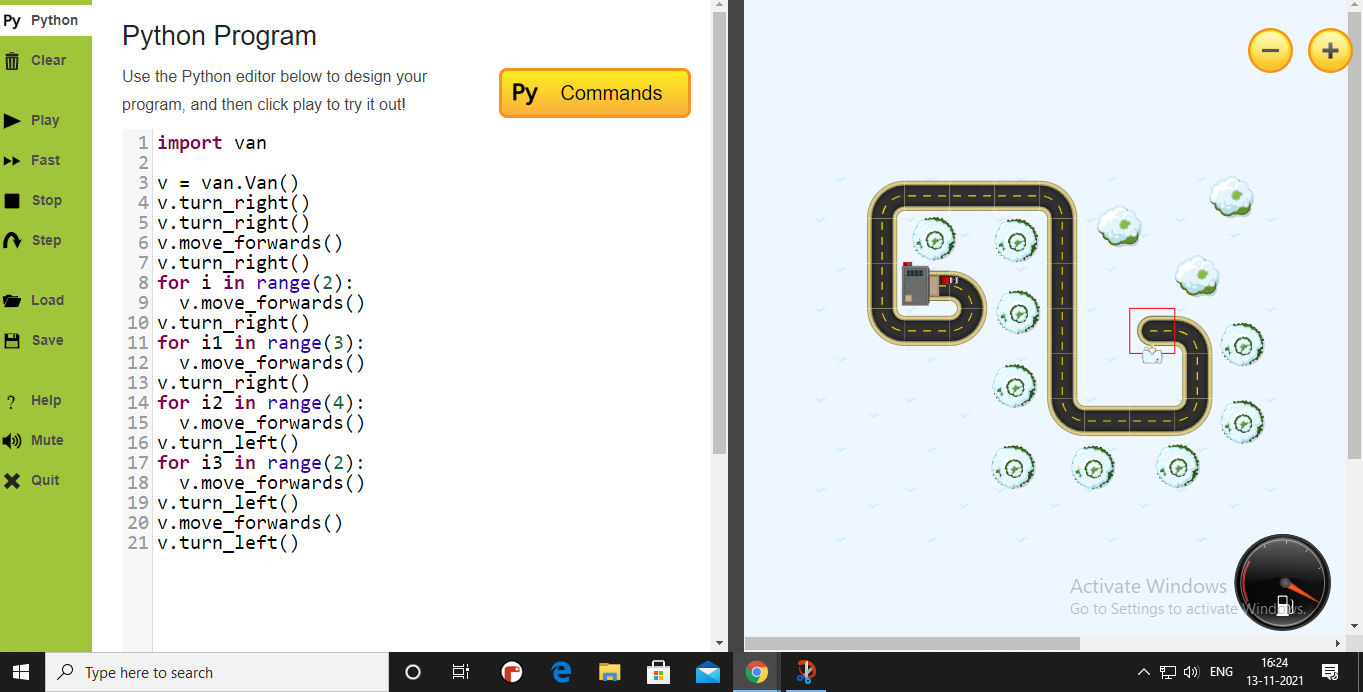 Py Python
Clear
Play
Fast
Stop
Step
Load
Save
? Help
Mute
Quit
Python Program
Use the Python editor below to design your
program, and then click play to try it out!
Py Commands
1 import van
2
3 v = van.Van()
4 v.turn_right()
5 v.turn_right()
6 v.move_forwards()
7 v.turn_right()
8 for i in range(2):
9   v.move_forwards()
10 v.turn_right()
11 for i1 in range(3):
12   v.move_forwards()
13 v.turn_right()
14 for i2 in range(4):
15   v.move_forwards()
16 v.turn_left()
17 for i3 in range(2):
18   v.move_forwards()
19 v.turn_left()
20 v.move_forwards()
21 v.turn_left()
Activate Windows
Go to Settings to activate Windows.
Type here to search
ENG
16:24
13-11-2021